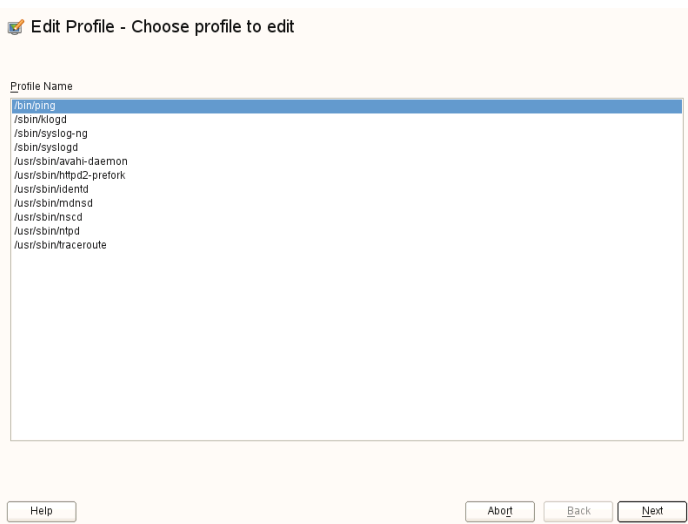 Edit Profile - Choose profile to edit
Profile Name
/bin/ping
/sbin/klogd
/sbin/syslog-ng
/sbin/syslogd
/usr/sbin/avahi-daemon
/usr/sbin/httpd2-prefork
/usr/sbin/identd
/usr/sbin/mdnsd
/usr/sbin/nscd
/usr/sbin/ntpd
/usr/sbin/traceroute
Help Abort Back Next